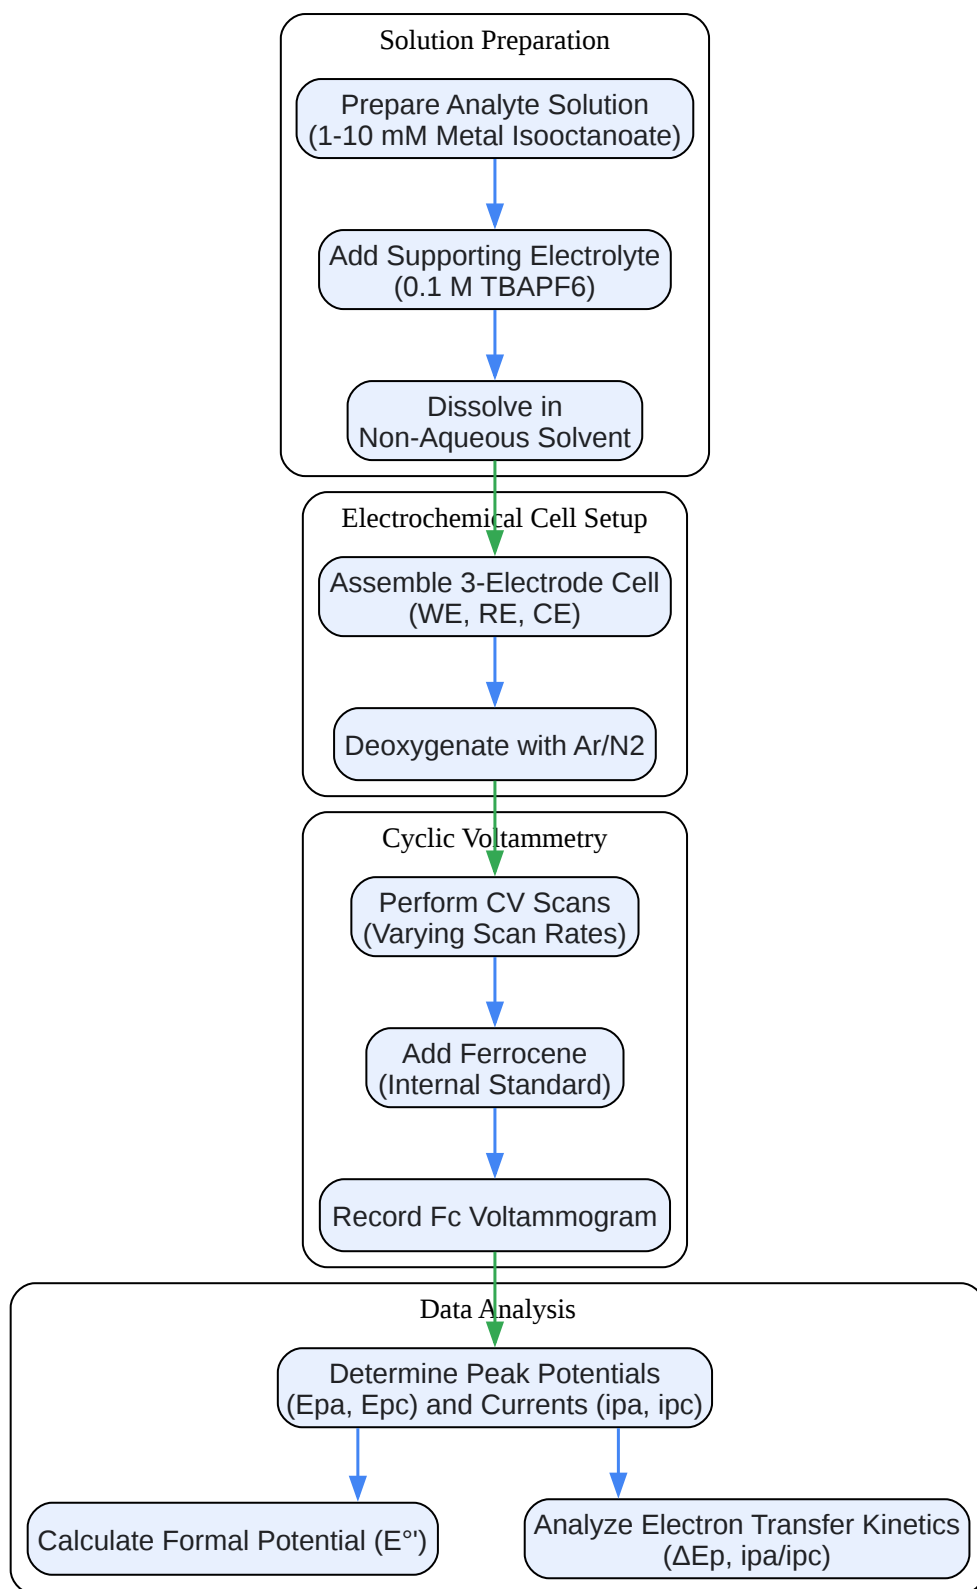 Solution Preparation
Prepare Analyte Solution
(1-10 mM Metal Isooctanoate)
Add Supporting Electrolyte
(0.1 M TBAPF6)
Dissolve in
Non-Aqueous Solvent
Electrochemical Cell Setup
Assemble 3-Electrode Cell
(WE, RE, CE)
Deoxygenate with Ar/N2
Cyclic Voltammetry
Perform CV Scans
(Varying Scan Rates)
Add Ferrocene
(Internal Standard)
Record Fc Voltammogram
Data Analysis
Determine Peak Potentials
(Epa, Epc) and Currents (ipa, ipc)
Calculate Formal Potential (E°')
Analyze Electron Transfer Kinetics
(ΔEp, ipa/ipc)